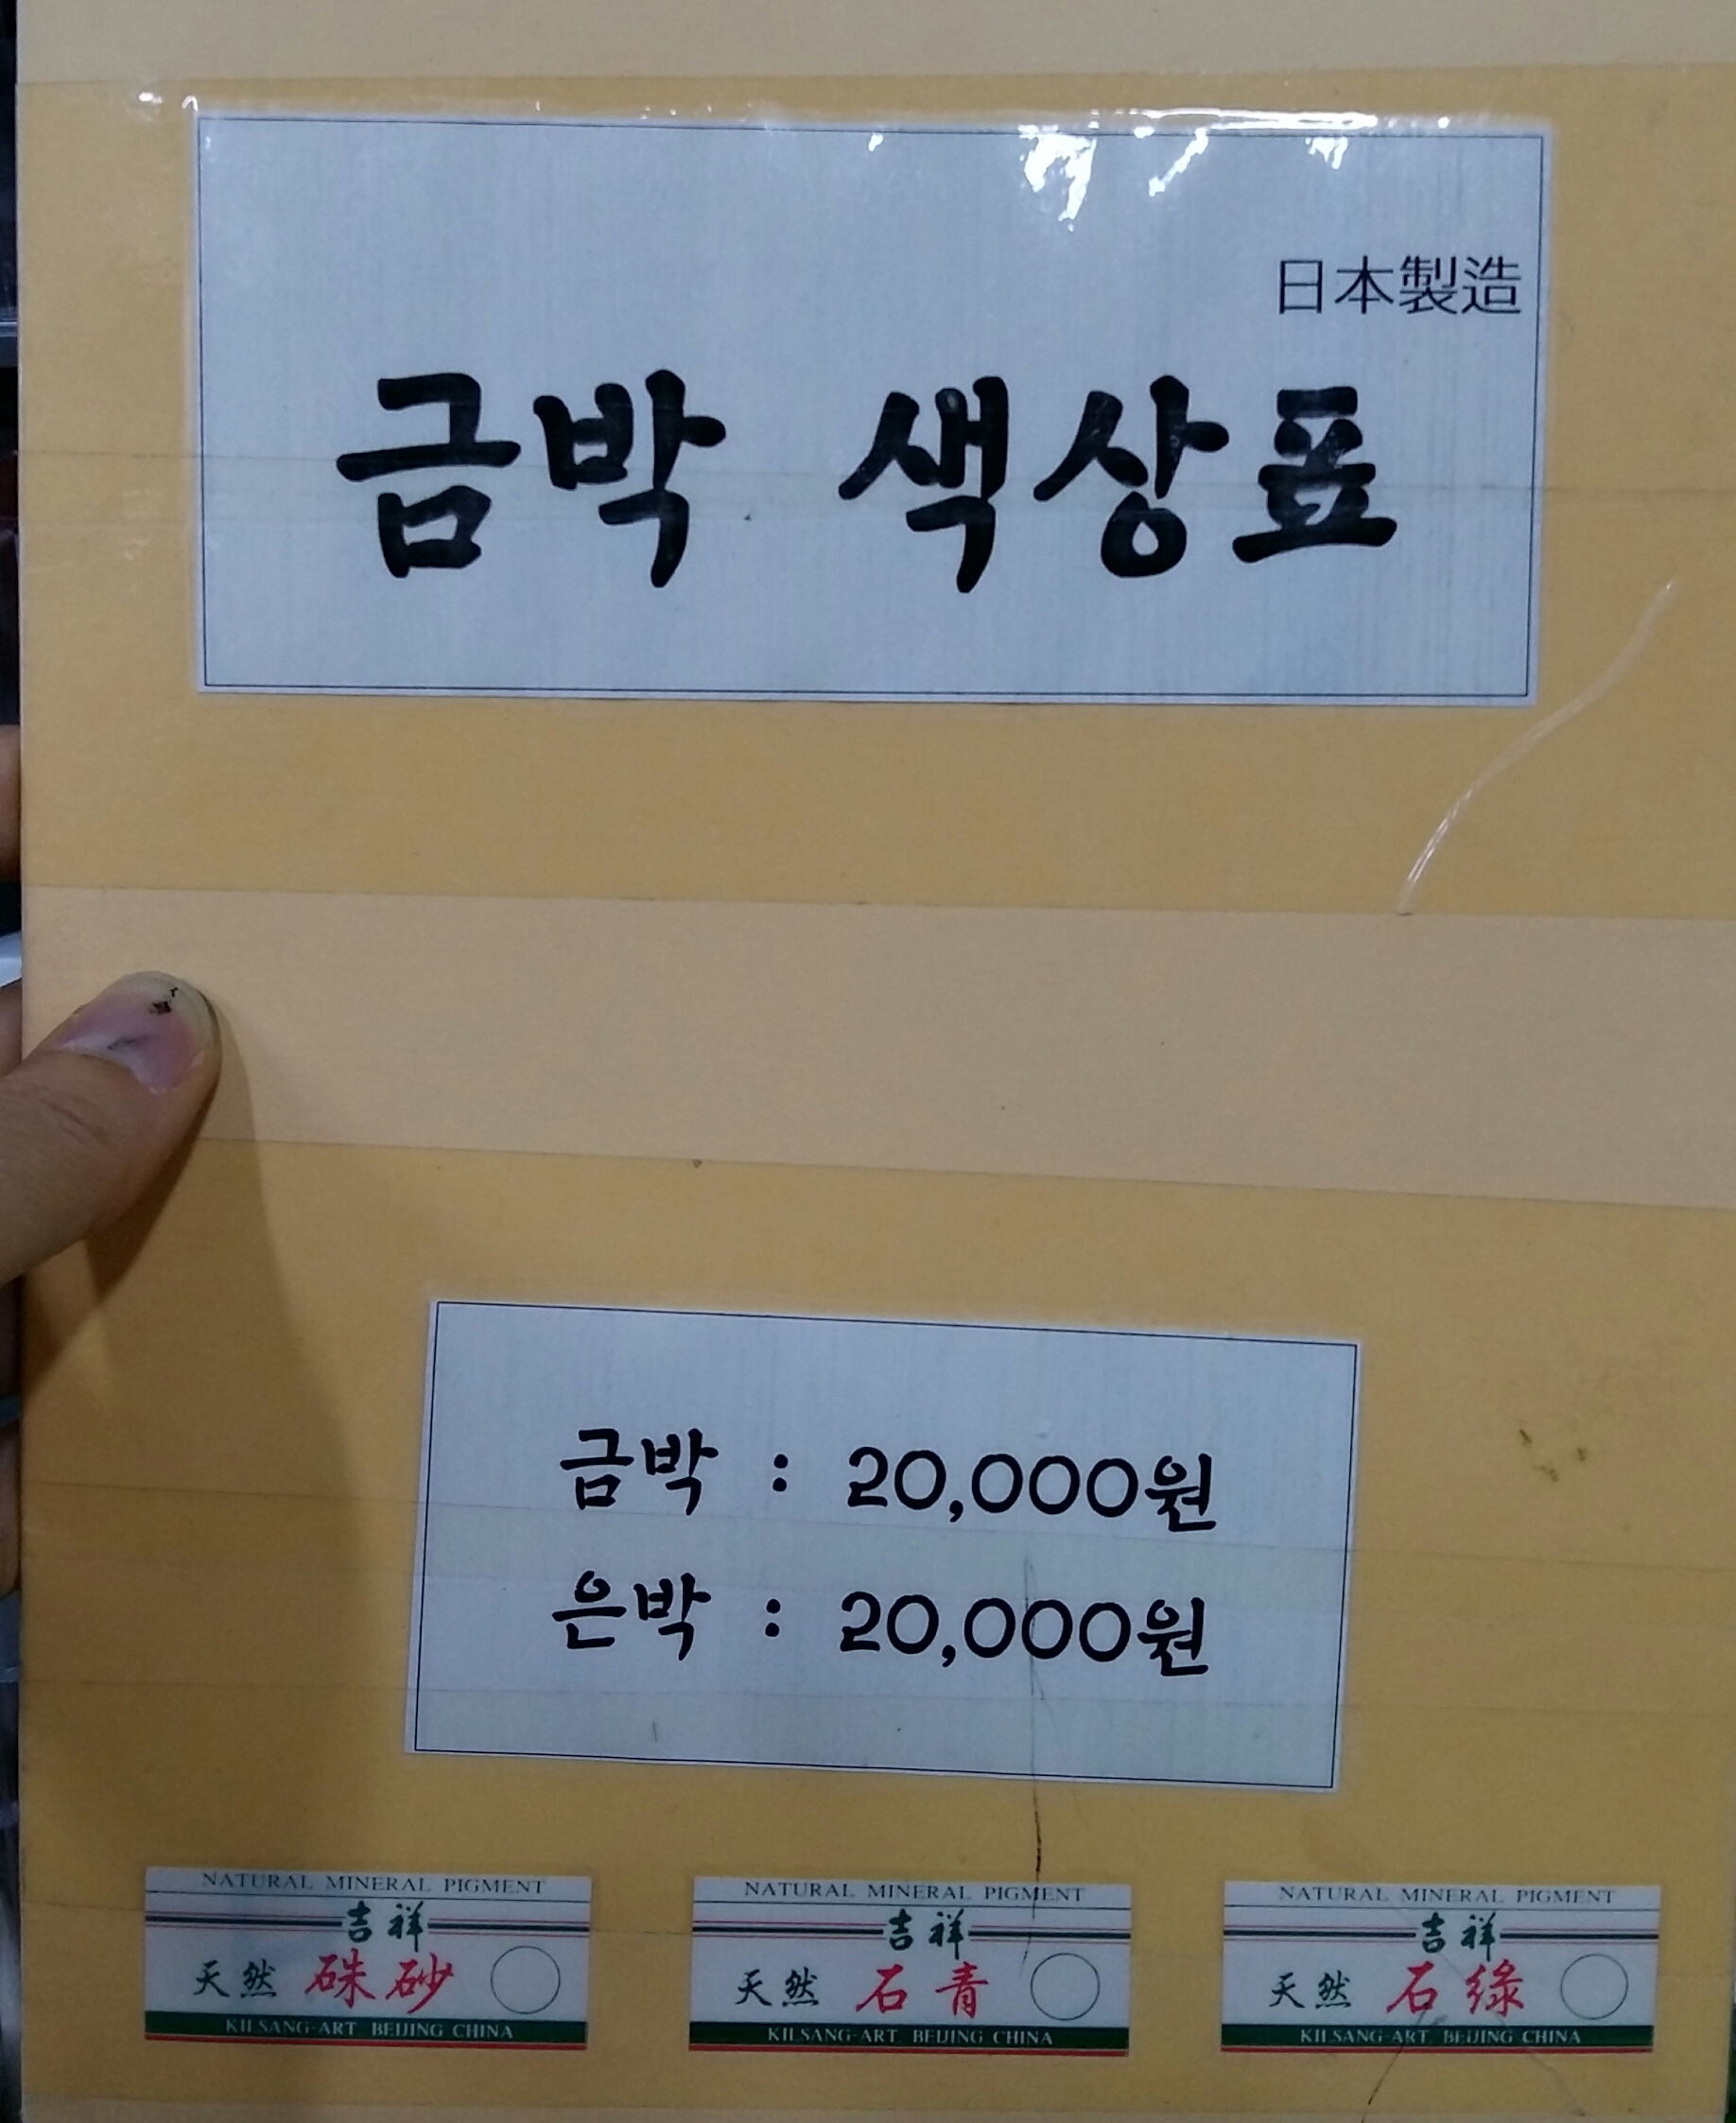 日本製造
금박 색상표
금박 : 20,000원
은박 : 20,000원
NATURAL MINERAL PIGMENT
吉祥
天然 硃砂
KILSANG-ART BEIJING CHINA
NATURAL MINERAL PIGMENT
吉祥
天然 石青
KILSANG-ART BEIJING CHINA
NATURAL MINERAL PIGMENT
吉祥
天然 石綠
KILSANG-ART BEIJING CHINA